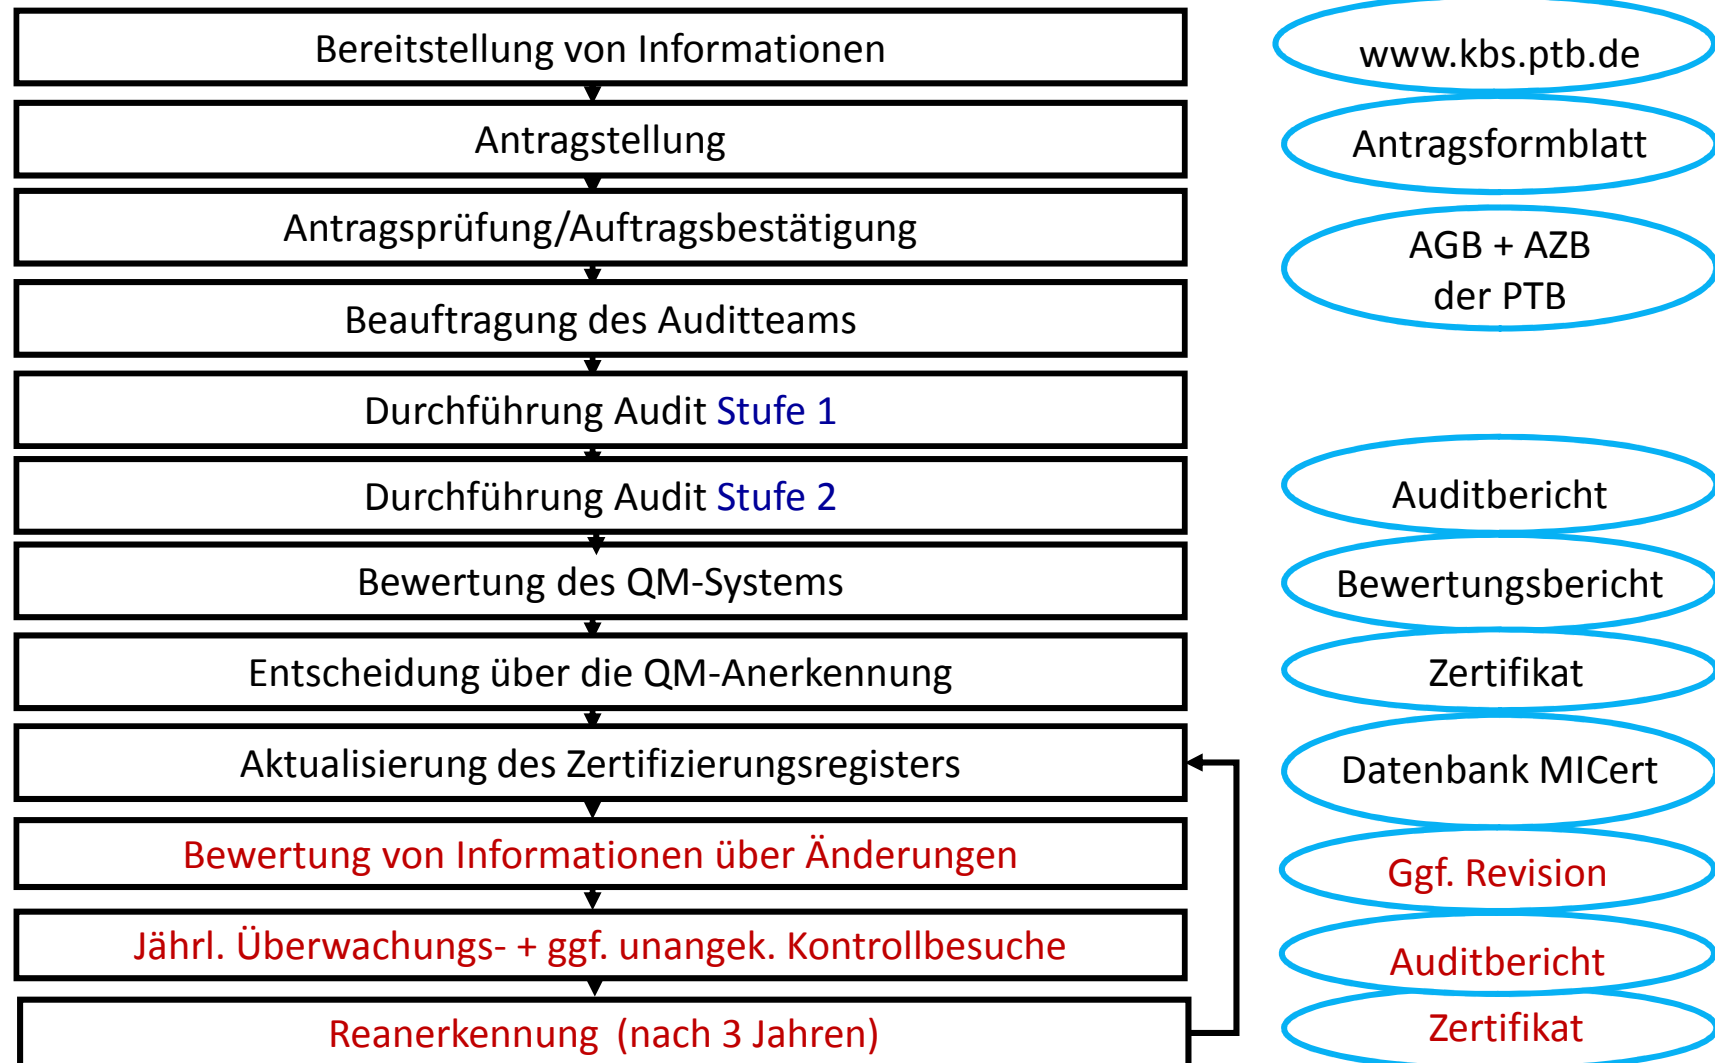 Bereitstellung von Informationen
www.kbs.ptb.de
Antragstellung
Antragsformblatt
Antragsprüfung/Auftragsbestätigung
AGB + AZB
der PTB
Beauftragung des Auditteams
Durchführung Audit Stufe 1
Durchführung Audit Stufe 2
Auditbericht
Bewertung des QM-Systems
Bewertungsbericht
Entscheidung über die QM-Anerkennung
Zertifikat
Aktualisierung des Zertifizierungsregisters
Datenbank MICert
Bewertung von Informationen über Änderungen
Ggf. Revision
Jährl. Überwachungs- + ggf. unangek. Kontrollbesuche
Auditbericht
Reanerkennung (nach 3 Jahren)
Zertifikat